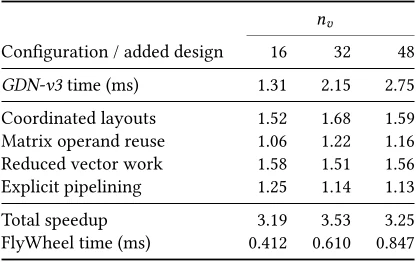 n_v
Configuration / added design 16 32 48
GDN-v3 time (ms) 1.31 2.15 2.75
Coordinated layouts 1.52 1.68 1.59
Matrix operand reuse 1.06 1.22 1.16
Reduced vector work 1.58 1.51 1.56
Explicit pipelining 1.25 1.14 1.13
Total speedup 3.19 3.53 3.25
FlyWheel time (ms) 0.412 0.610 0.847